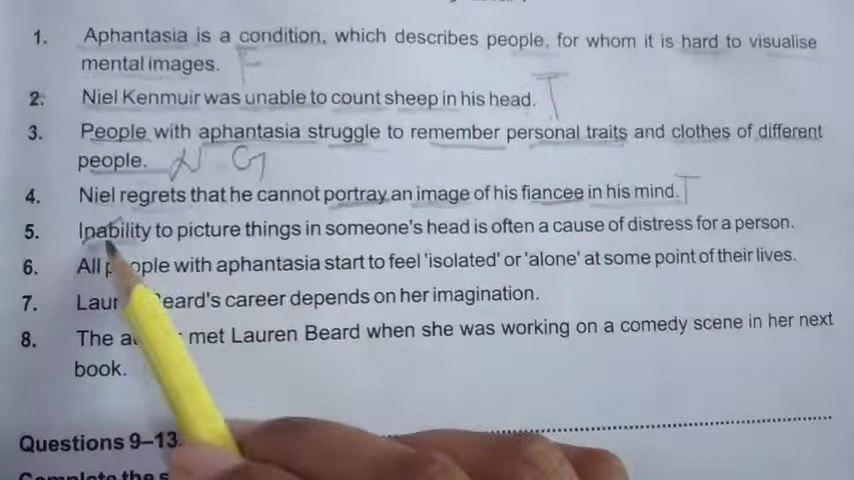 1. Aphantasia is a condition, which describes people, for whom it is hard to visualise
mental images. F
2. Niel Kenmuir was unable to count sheep in his head. T
3. People with aphantasia struggle to remember personal traits and clothes of different
people. N G
4. Niel regrets that he cannot portray an image of his fiancee in his mind. T
5. Inability to picture things in someone's head is often a cause of distress for a person.
6. All people with aphantasia start to feel 'isolated' or 'alone' at some point of their lives.
7. Lauren Beard's career depends on her imagination.
8. The author met Lauren Beard when she was working on a comedy scene in her next
book.
Questions 9–13.
Complete the s